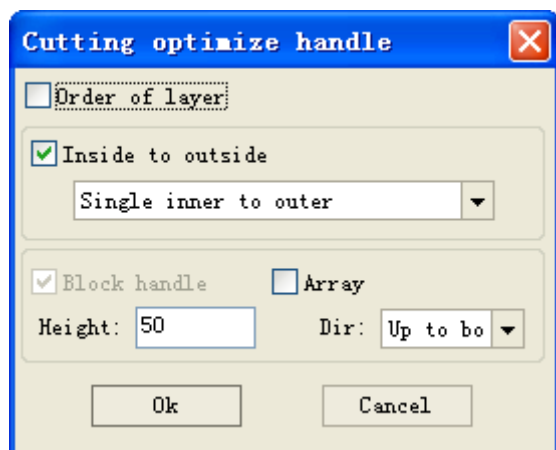 Cutting optimize handle
Order of layer
Inside to outside
Single inner to outer
Block handle Array
Height: 50 Dir: Up to bo
Ok Cancel